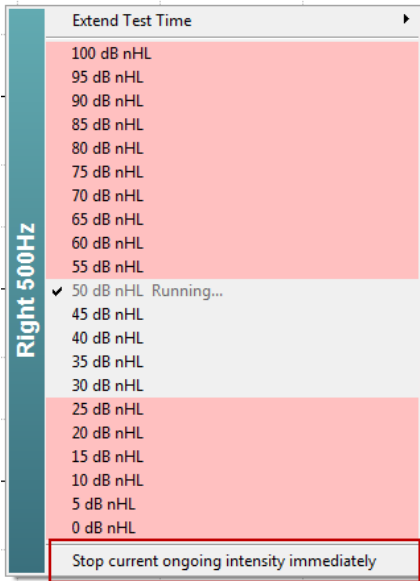 Extend Test Time
100 dB nHL
95 dB nHL
90 dB nHL
85 dB nHL
80 dB nHL
75 dB nHL
70 dB nHL
65 dB nHL
60 dB nHL
55 dB nHL
50 dB nHL Running...
45 dB nHL
40 dB nHL
35 dB nHL
30 dB nHL
25 dB nHL
20 dB nHL
15 dB nHL
10 dB nHL
5 dB nHL
0 dB nHL
Stop current ongoing intensity immediately
Right 500Hz